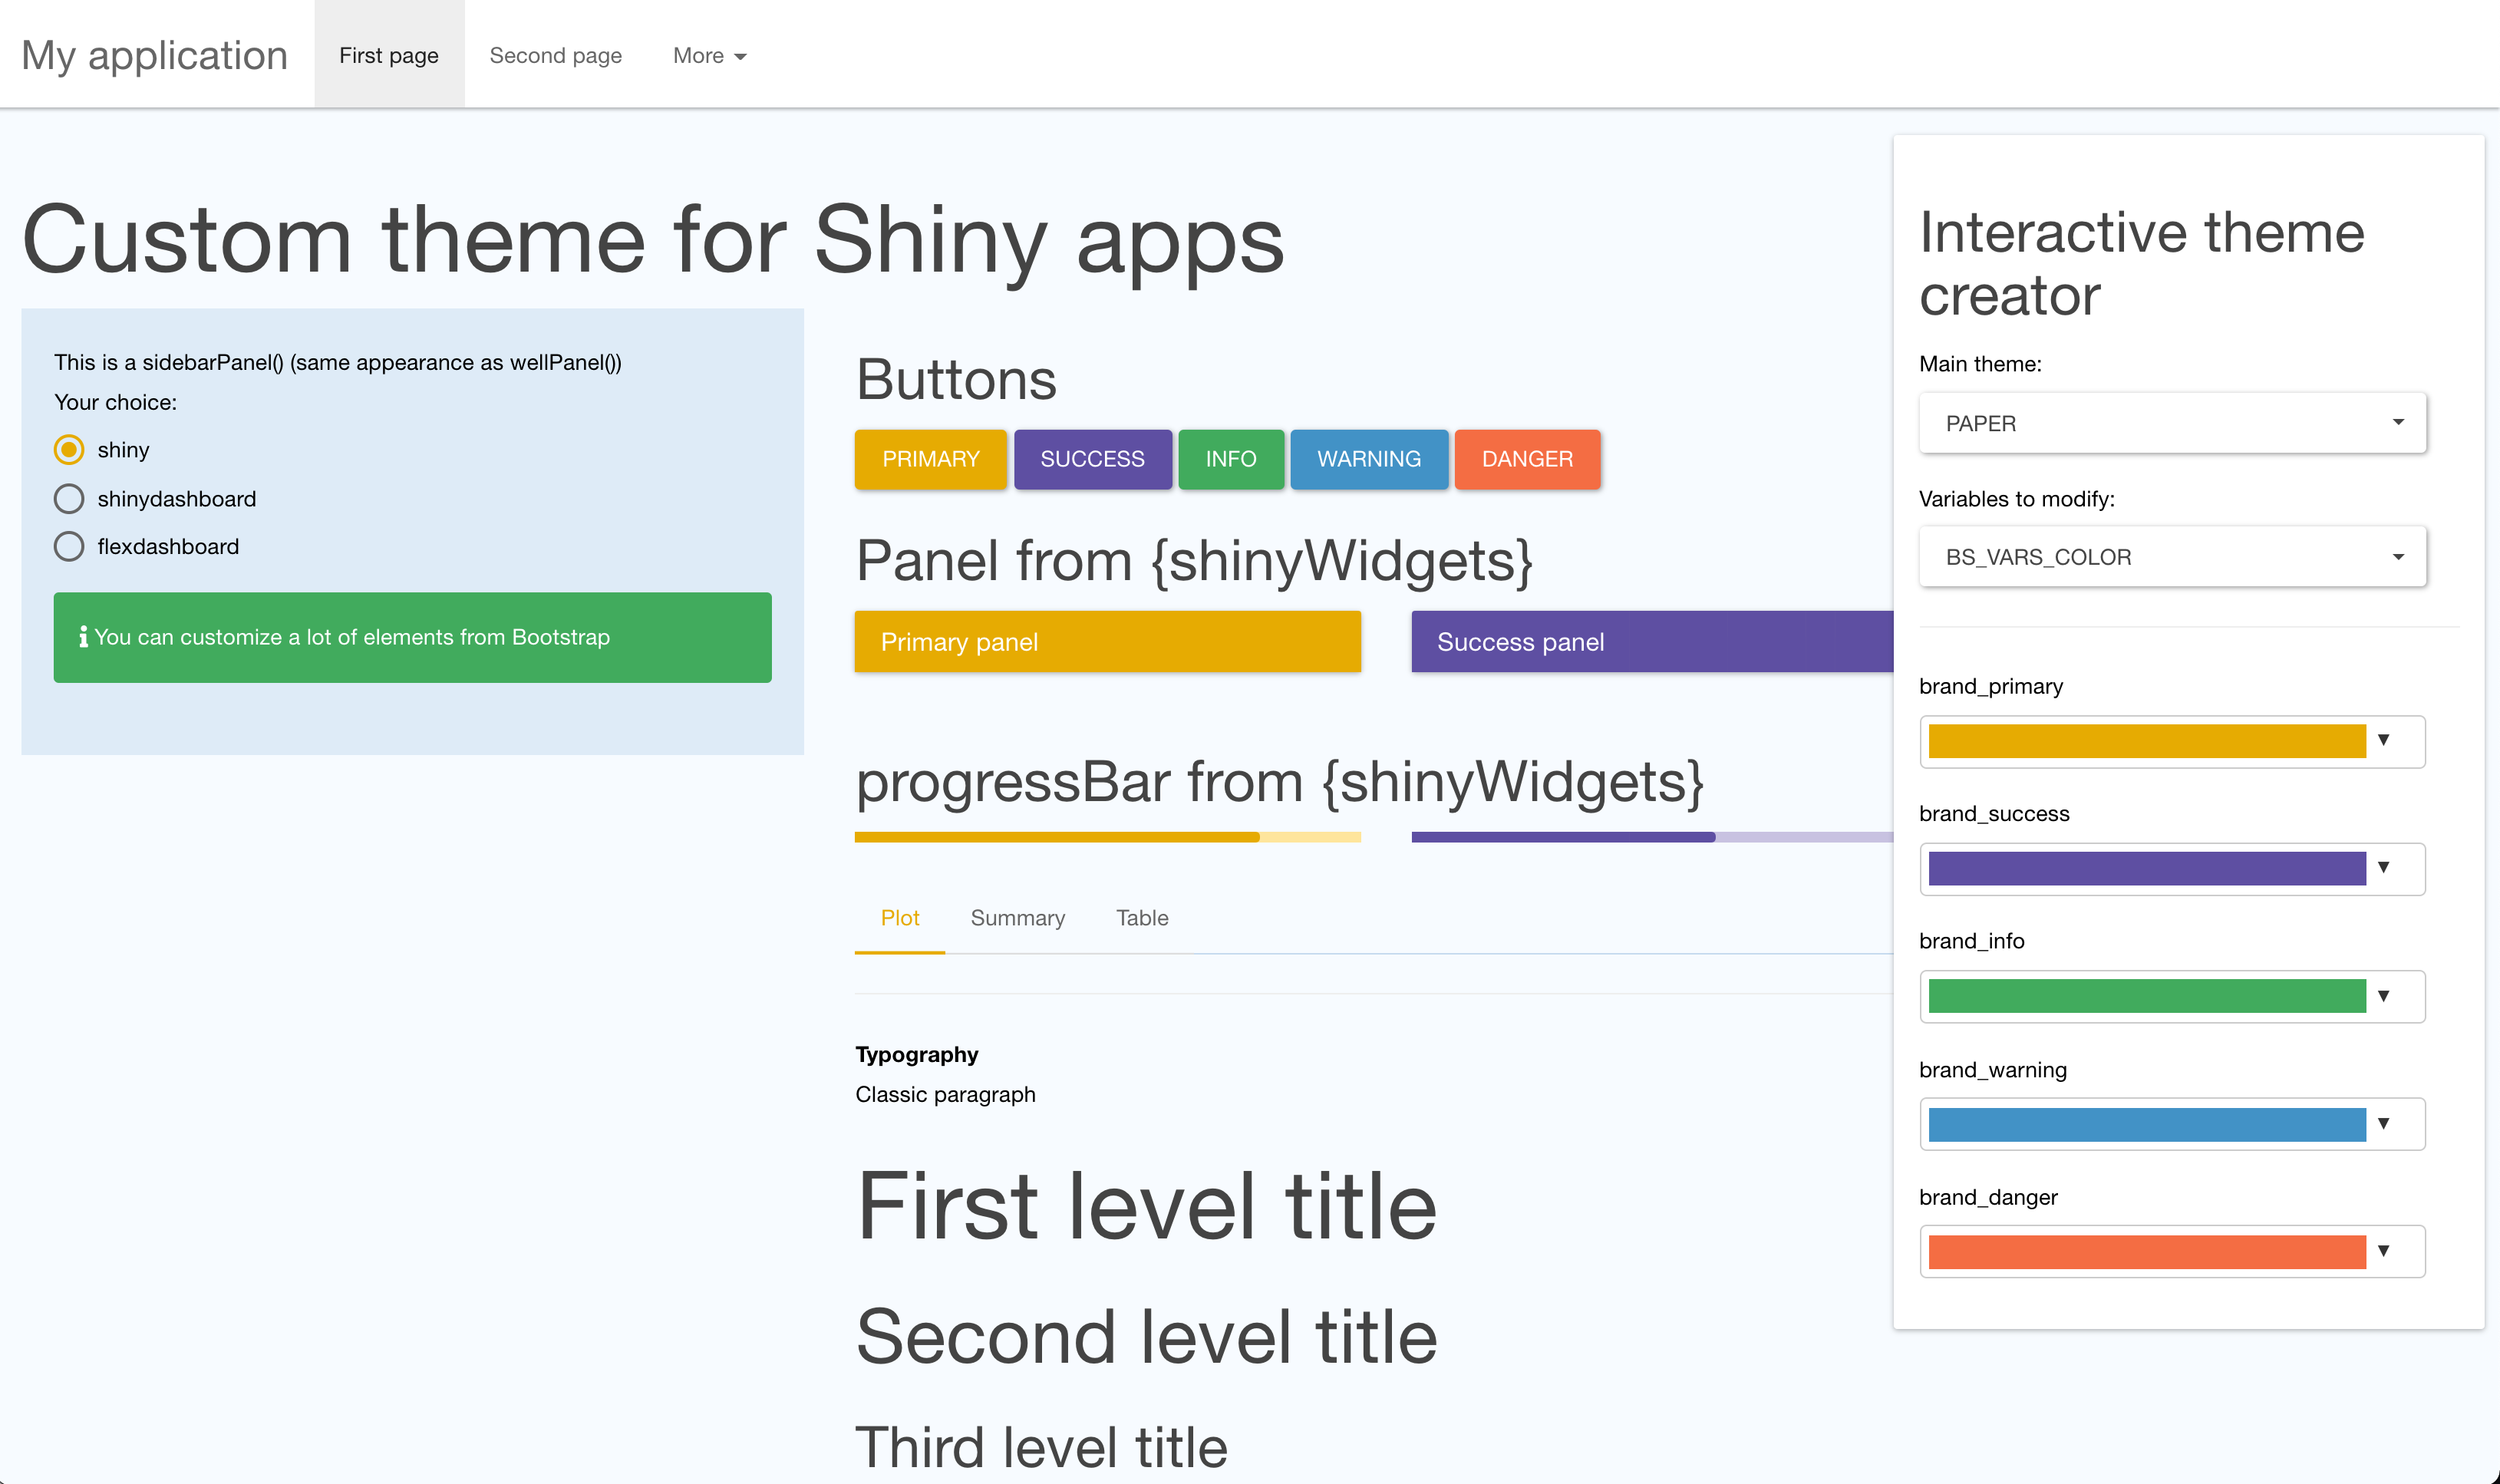 My application
First page
Second page
More
Custom theme for Shiny apps
This is a sidebarPanel() (same appearance as wellPanel())
Your choice:
shiny
shinydashboard
flexdashboard
You can customize a lot of elements from Bootstrap
Buttons
PRIMARY
SUCCESS
INFO
WARNING
DANGER
Panel from {shinyWidgets}
Primary panel
Success panel
progressBar from {shinyWidgets}
Plot
Summary
Table
Typography
Classic paragraph
First level title
Second level title
Third level title
Interactive theme
creator
Main theme:
PAPER
Variables to modify:
BS_VARS_COLOR
brand_primary
brand_success
brand_info
brand_warning
brand_danger